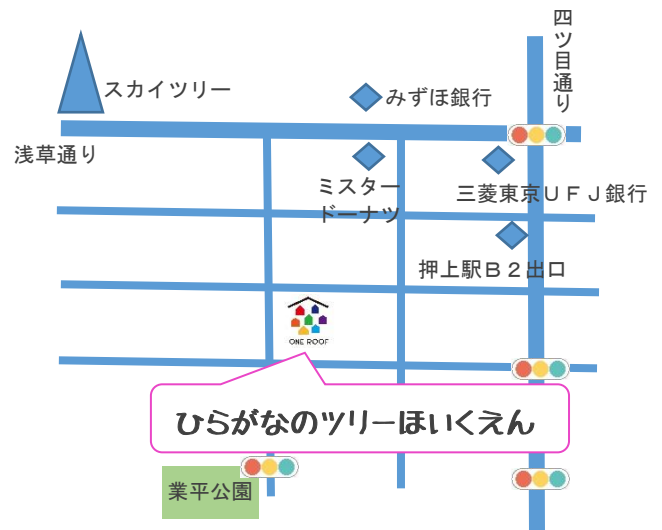 四ツ目通り
スカイツリー
みずほ銀行
浅草通り
ミスター
ドーナツ
三菱東京ＵＦＪ銀行
押上駅Ｂ２出口
ONE ROOF
ひらがなのツリーほいくえん
業平公園